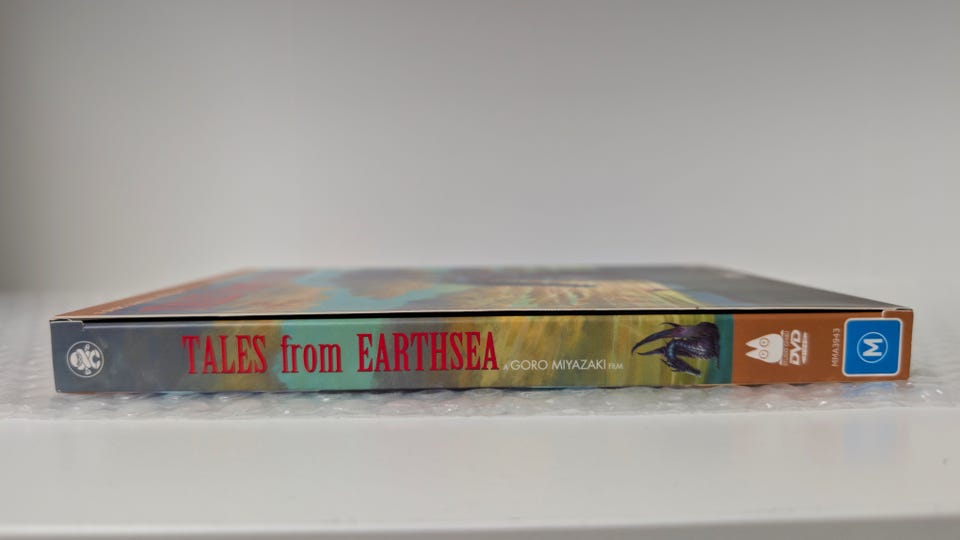 TALES from EARTHSEA
A GORO MIYAZAKI FILM
DVD
MMA3943
M